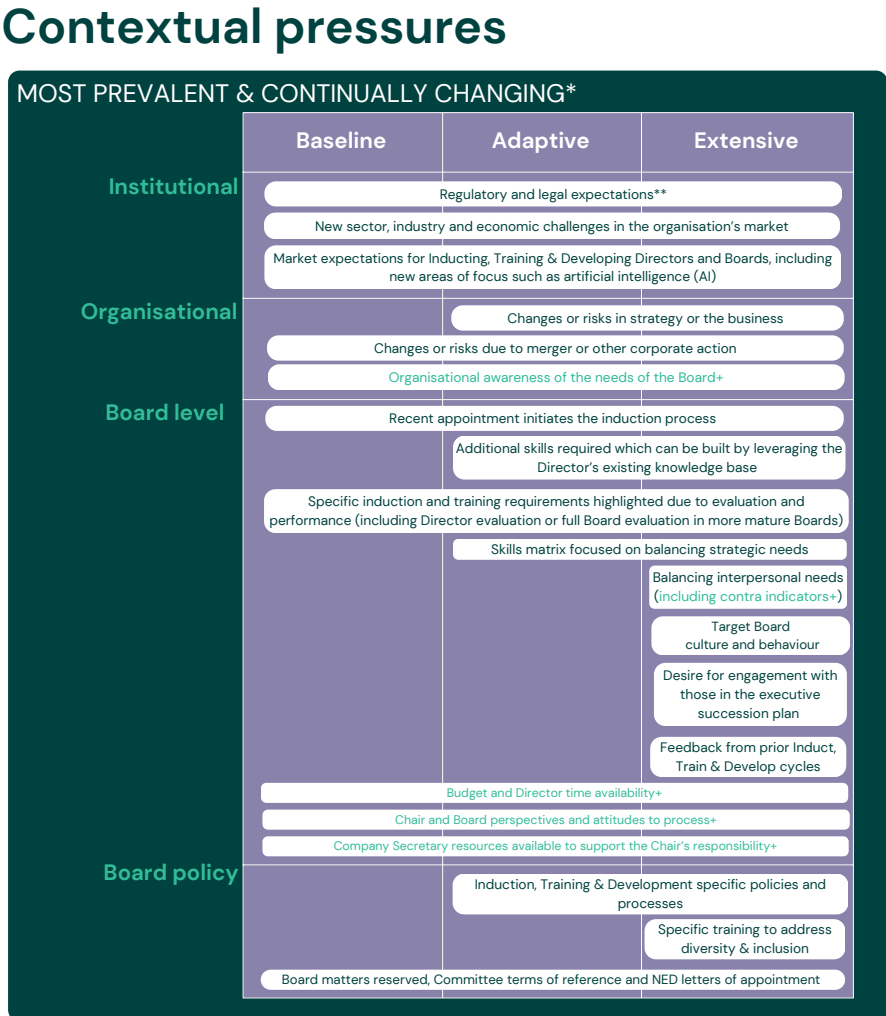 Contextual pressures
MOST PREVALENT & CONTINUALLY CHANGING*
Baseline
Adaptive
Extensive
Institutional
Regulatory and legal expectations**
New sector, industry and economic challenges in the organisation's market
Market expectations for Inducting, Training & Developing Directors and Boards, including
new areas of focus such as artificial intelligence (AI)
Organisational
Changes or risks in strategy or the business
Changes or risks due to merger or other corporate action
Organisational awareness of the needs of the Board+
Board level
Recent appointment initiates the induction process
Additional skills required which can be built by leveraging the
Director's existing knowledge base
Specific induction and training requirements highlighted due to evaluation and
performance (including Director evaluation or full Board evaluation in more mature Boards)
Skills matrix focused on balancing strategic needs
Balancing interpersonal needs
(including contra indicators+)
Target Board
culture and behaviour
Desire for engagement with
those in the executive
succession plan
Feedback from prior Induct,
Train & Develop cycles
Budget and Director time availability+
Chair and Board perspectives and attitudes to process+
Company Secretary resources available to support the Chair's responsibility+
Board policy
Induction, Training & Development specific policies and
processes
Specific training to address
diversity & inclusion
Board matters reserved, Committee terms of reference and NED letters of appointment